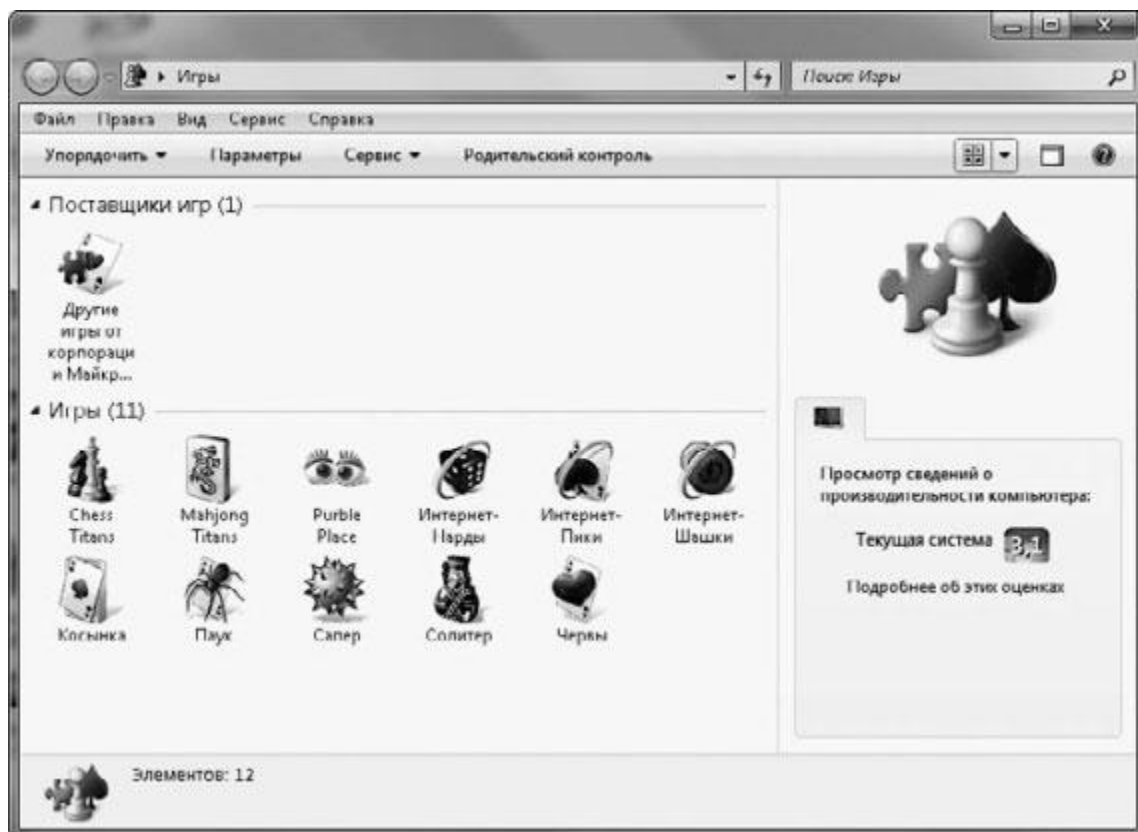 Игры
Поиск Игры
Файл Правка Вид Сервис Справка
Упорядочить Параметры Сервис Родительский контроль
Поставщики игр (1)
Другие
игры от
корпораци
и Майкр...
Игры (11)
Chess
Titans
Mahjong
Titans
Purble
Place
Интернет-
Нарды
Интернет-
Пики
Интернет-
Шашки
Косынка
Паук
Сапер
Солитер
Червы
Просмотр сведений о
производительности компьютера:
Текущая система 3,1
Подробнее об этих оценках
Элементов: 12